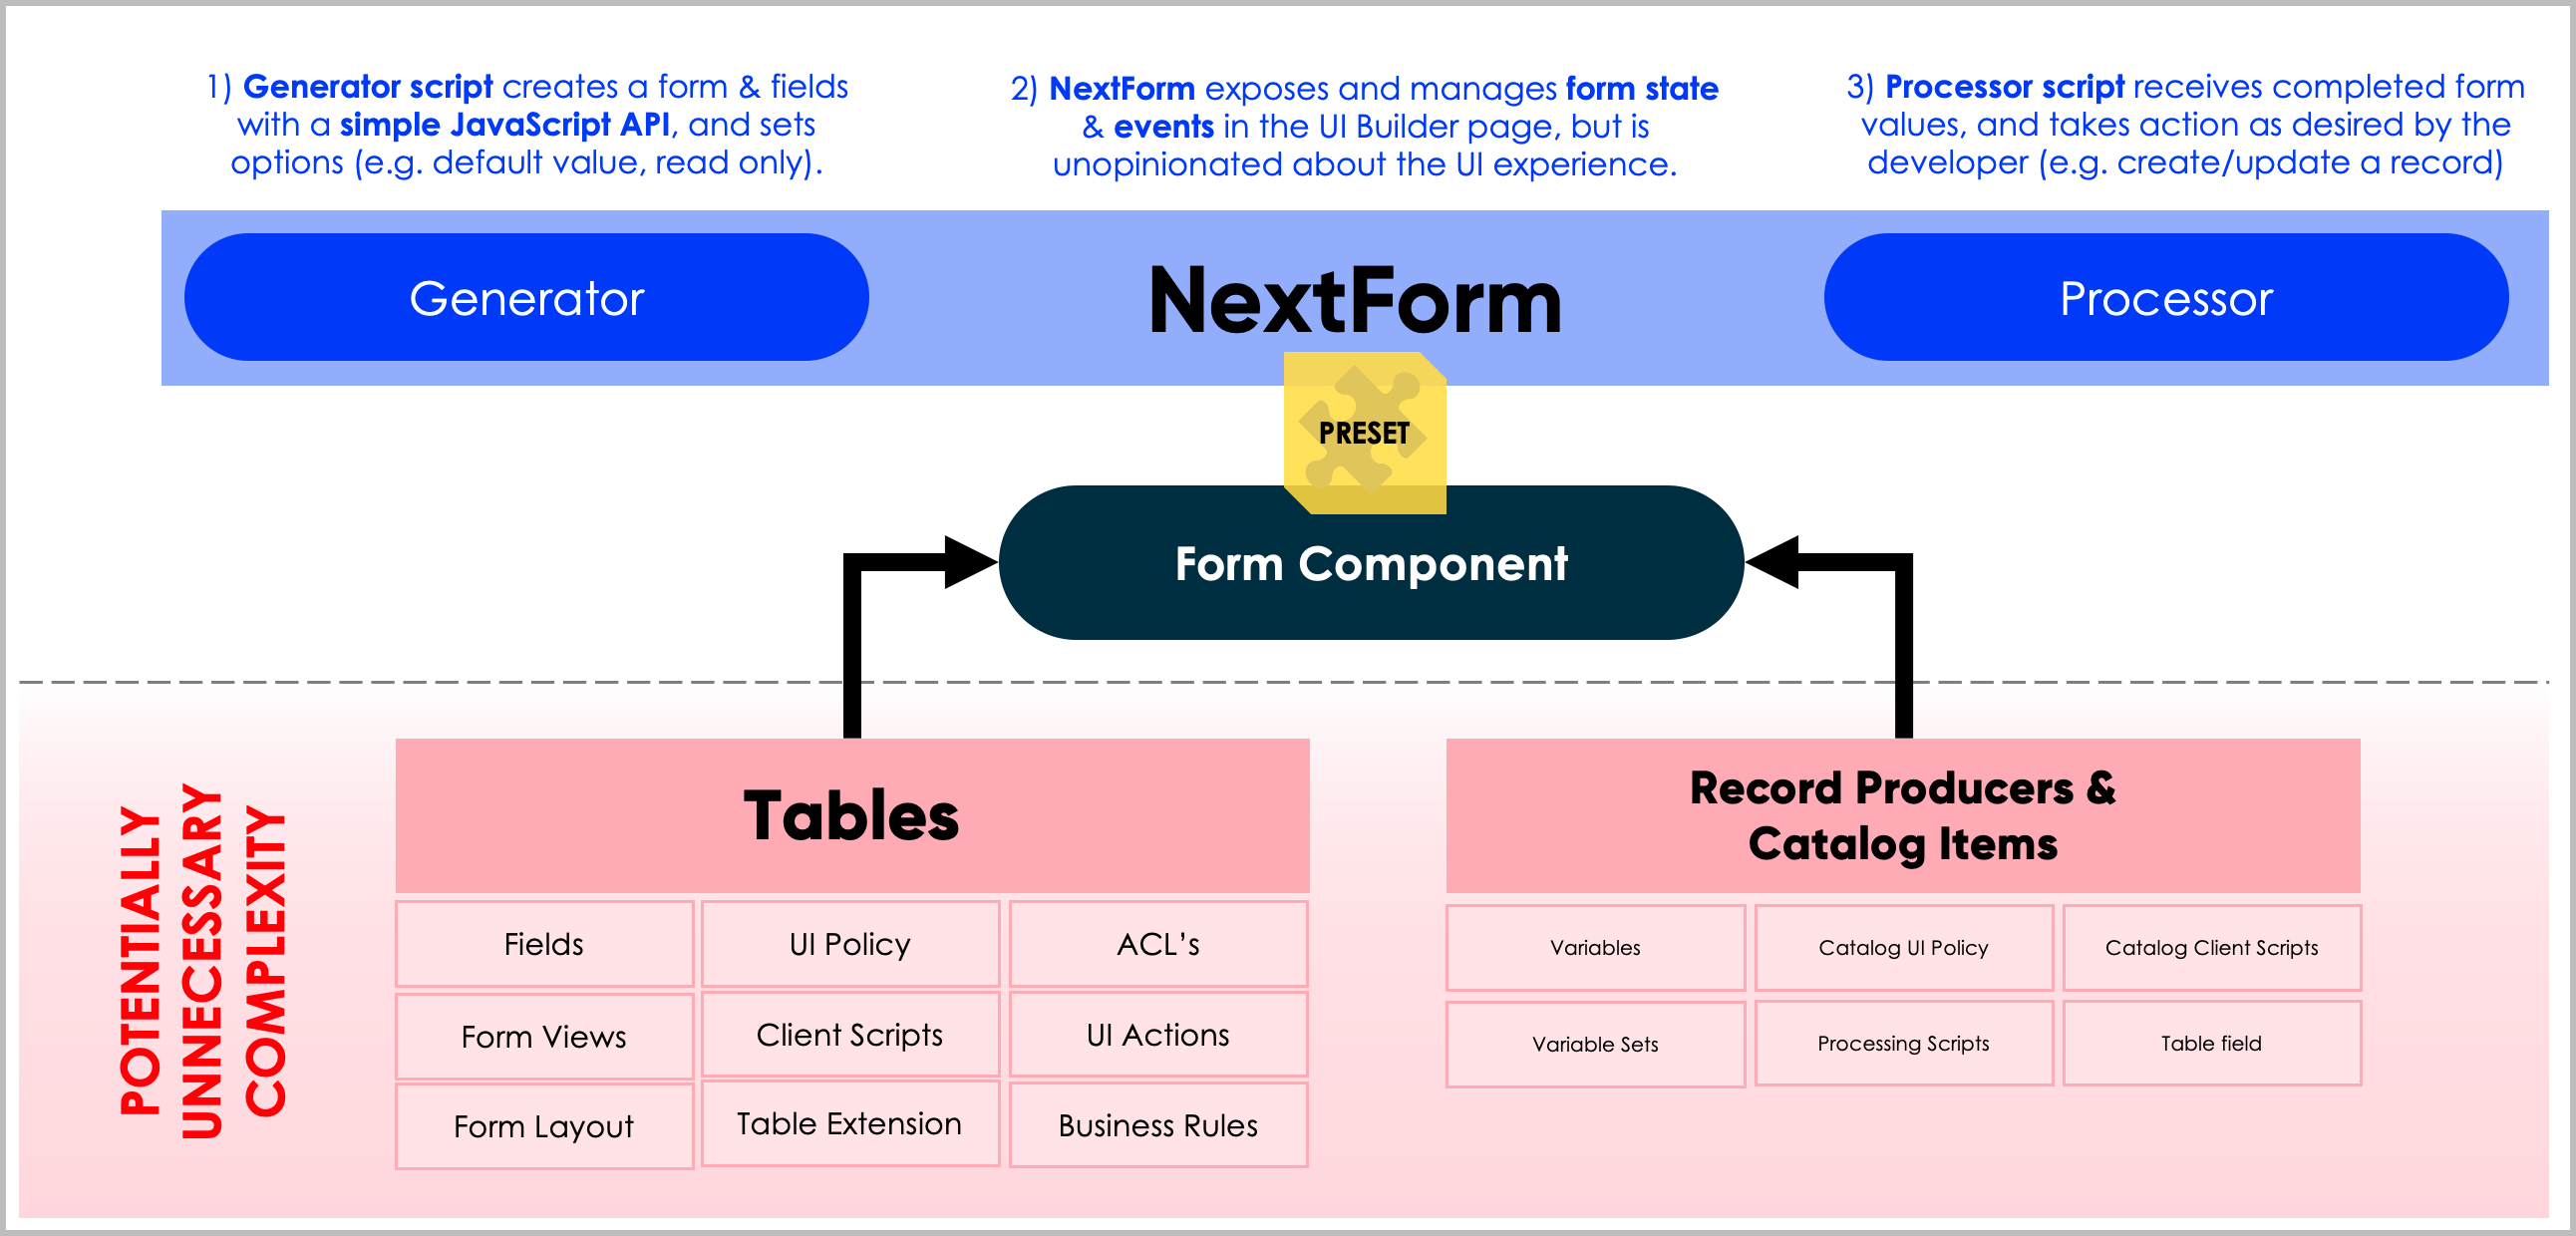 1) Generator script creates a form & fields
with a simple JavaScript API, and sets
options (e.g. default value, read only).
2) NextForm exposes and manages form state
& events in the UI Builder page, but is
unopinionated about the UI experience.
3) Processor script receives completed form
values, and takes action as desired by the
developer (e.g. create/update a record)
Generator
NextForm
Processor
PRESET
Form Component
POTENTIALLY
UNNECESSARY
COMPLEXITY
Tables
Fields
UI Policy
ACL’s
Form Views
Client Scripts
UI Actions
Form Layout
Table Extension
Business Rules
Record Producers &
Catalog Items
Variables
Catalog UI Policy
Catalog Client Scripts
Variable Sets
Processing Scripts
Table field